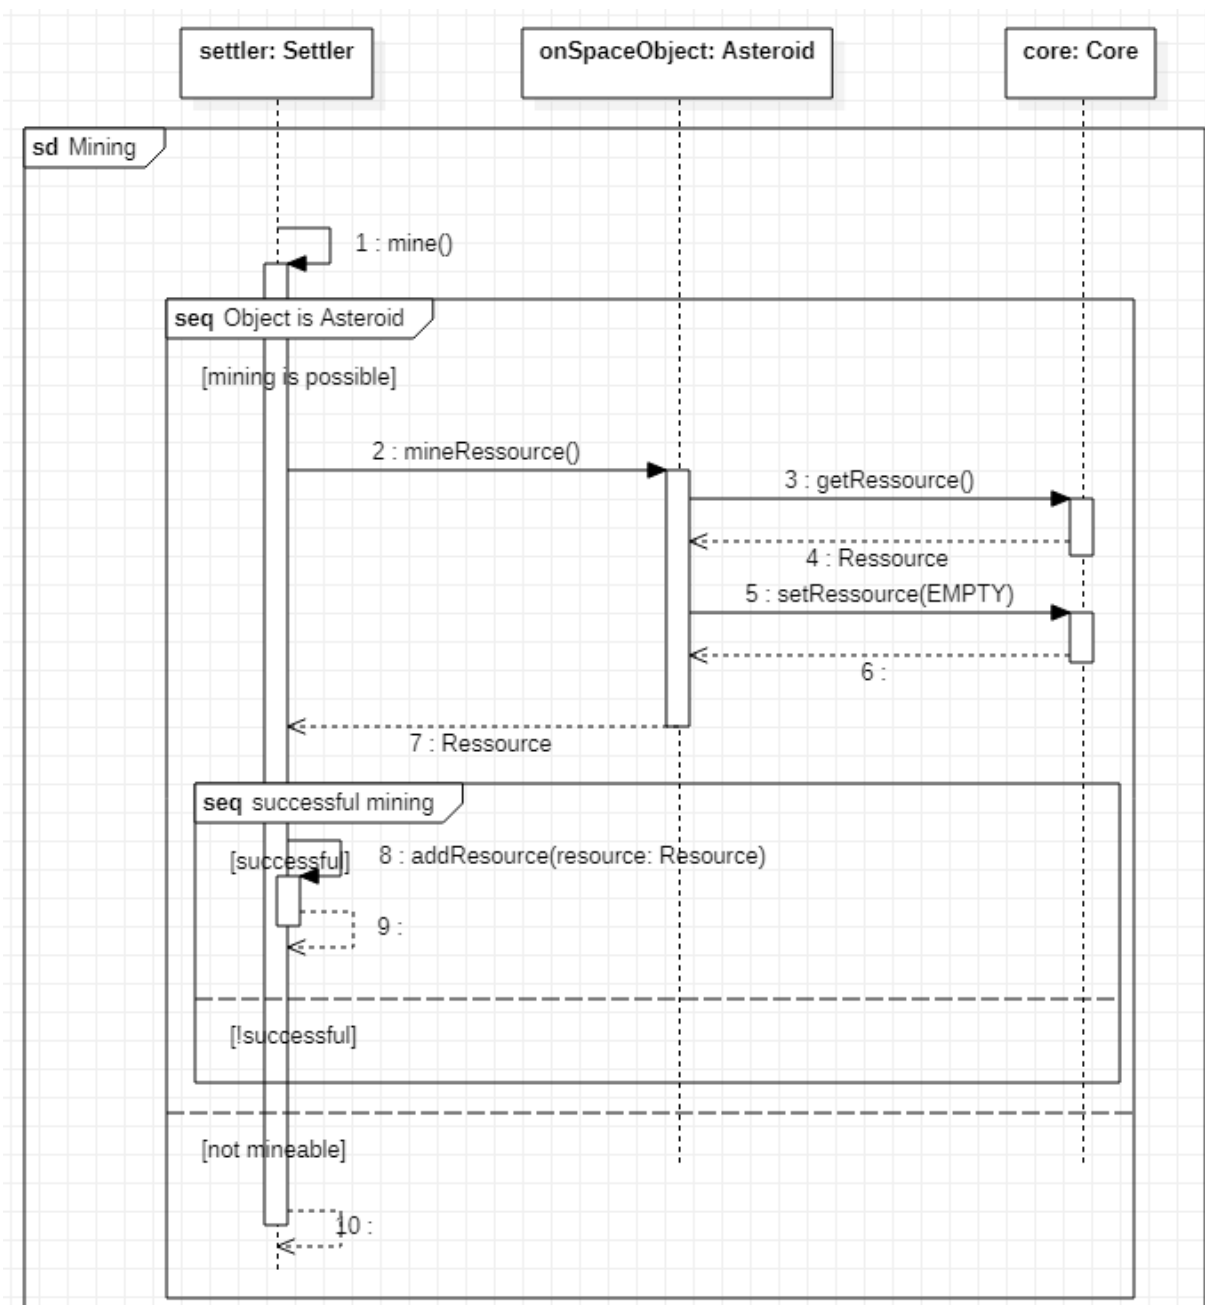 settler: Settler
onSpaceObject: Asteroid
core: Core
sd Mining
1 : mine()
seq Object is Asteroid
[mining is possible]
2 : mineRessource()
3 : getRessource()
4 : Ressource
5 : setRessource(EMPTY)
6 :
7 : Ressource
seq successful mining
[successful]
8 : addResource(resource: Resource)
9 :
[!successful]
[not mineable]
10 :